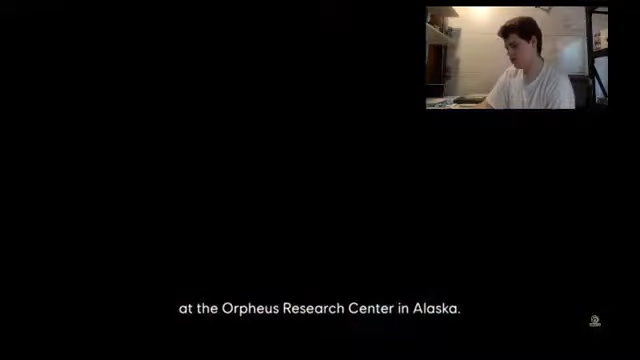 at the Orpheus Research Center in Alaska.